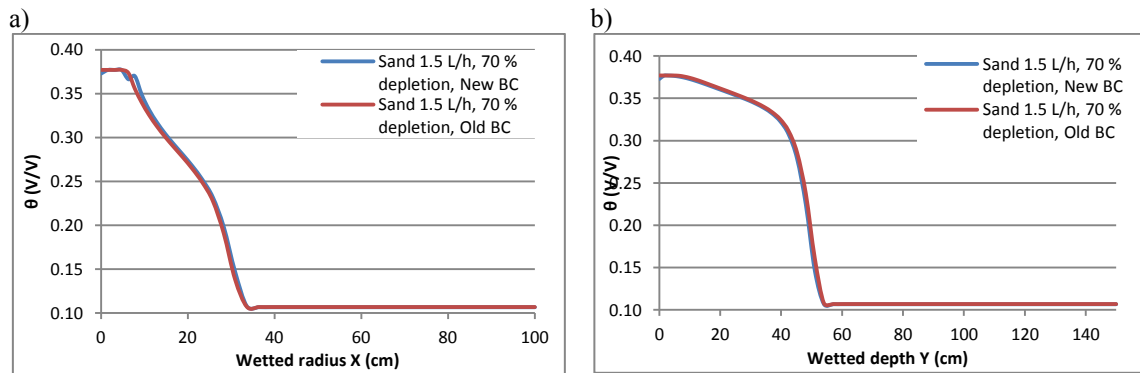 a)
0.40
0.35
0.30
0.25
0.20
0.15
0.10
θ (V/V)
Sand 1.5 L/h, 70 %
depletion, New BC
Sand 1.5 L/h, 70 %
depletion, Old BC
0 20 40 60 80 100
Wetted radius X (cm)
b)
0.40
0.35
0.30
0.25
0.20
0.15
0.10
θ (V/V)
Sand 1.5 L/h, 70 %
depletion, New BC
Sand 1.5 L/h, 70 %
depletion, Old BC
0 20 40 60 80 100 120 140
Wetted depth Y (cm)